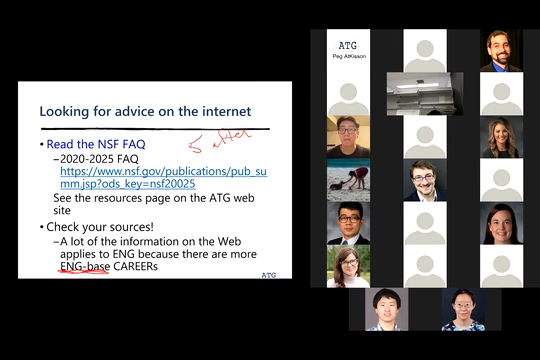 Looking for advice on the internet
• Read the NSF FAQ
–2020-2025 FAQ
https://www.nsf.gov/publications/pub_su
mm.jsp?ods_key=nsf20025
See the resources page on the ATG web
site
• Check your sources!
–A lot of the information on the Web
applies to ENG because there are more
ENG-base CAREERs
ATG
ATG
Peg AtKisson